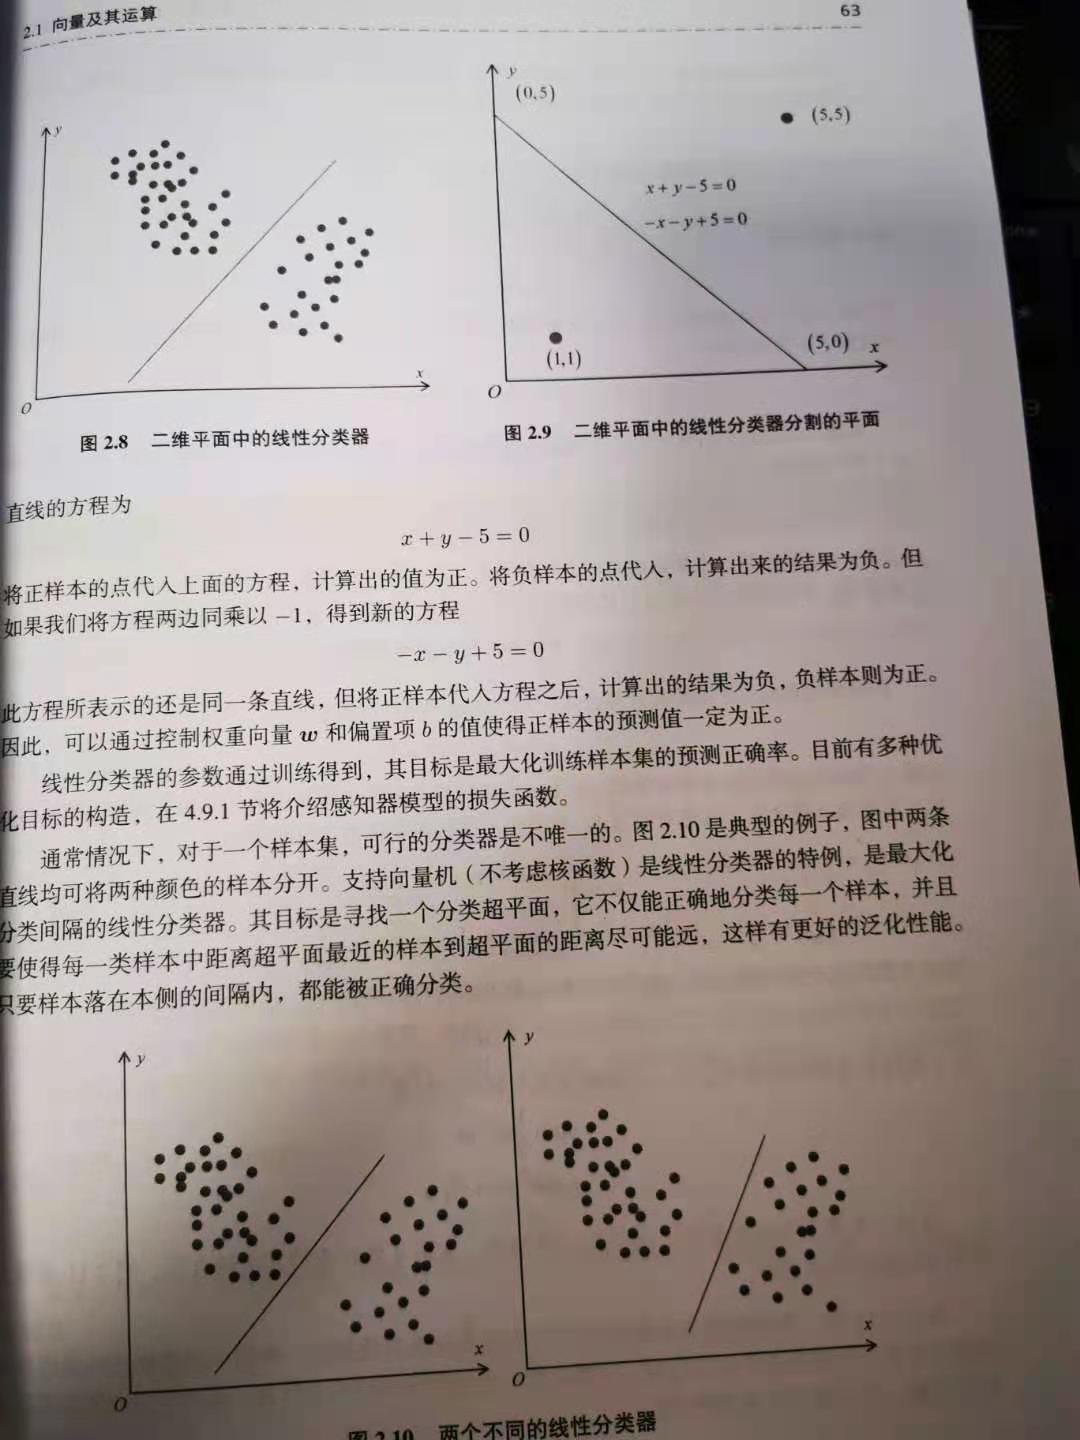 2.1 向量及其运算
63
y
x
O
y
(0,5)
(5,5)
x+y−5=0
−x−y+5=0
(1,1)
(5,0)
x
O
图 2.8 二维平面中的线性分类器
图 2.9 二维平面中的线性分类器分割的平面
直线的方程为
x + y − 5 = 0
将正样本的点代入上面的方程，计算出的值为正。将负样本的点代入，计算出来的结果为负。但
如果我们将方程两边同乘以 −1，得到新的方程
−x − y + 5 = 0
此方程所表示的还是同一条直线，但将正样本代入方程之后，计算出的结果为负，负样本则为正。
因此，可以通过控制权重向量 w 和偏置项 b 的值使得正样本的预测值一定为正。
线性分类器的参数通过训练得到，其目标是最大化训练样本集的预测正确率。目前有多种优
化目标的构造，在 4.9.1 节将介绍感知器模型的损失函数。
通常情况下，对于一个样本集，可行的分类器是不唯一的。图 2.10 是典型的例子，图中两条
直线均可将两种颜色的样本分开。支持向量机（不考虑核函数）是线性分类器的特例，是最大化
分类间隔的线性分类器。其目标是寻找一个分类超平面，它不仅能正确地分类每一个样本，并且
要使得每一类样本中距离超平面最近的样本到超平面的距离尽可能远，这样有更好的泛化性能。
只要样本落在本侧的间隔内，都能被正确分类。
y
x
O
y
x
O
图 2.10 两个不同的线性分类器